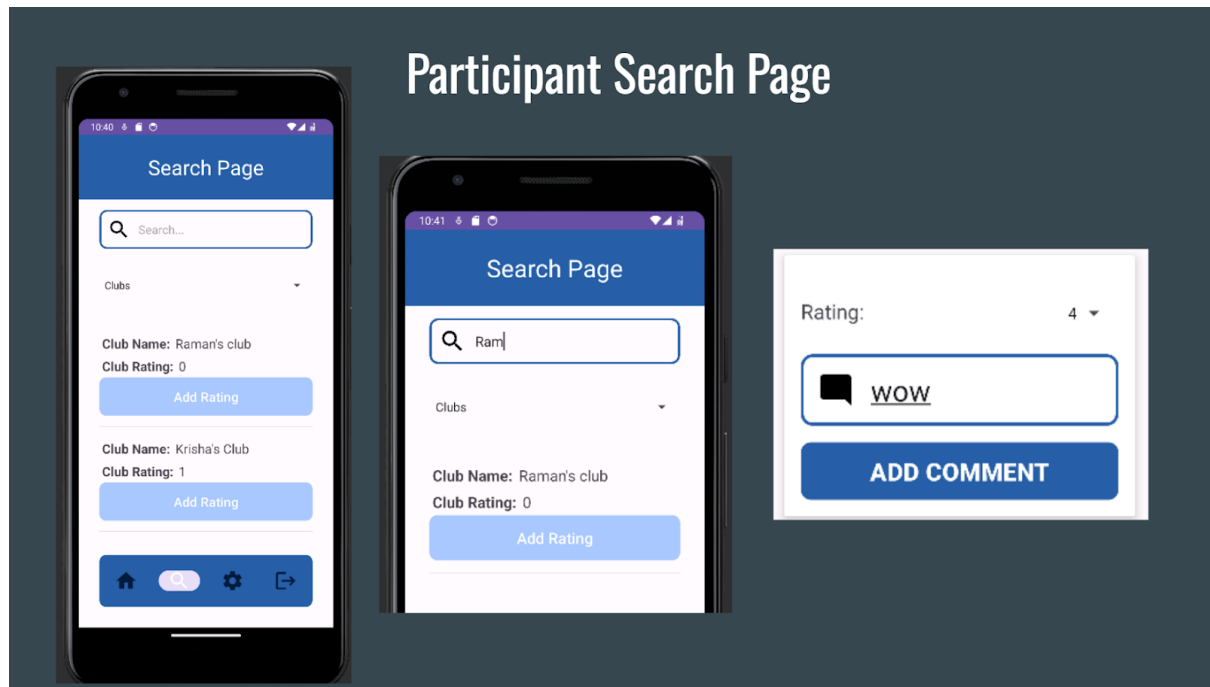 Participant Search Page
10:40
Search Page
Search...
Clubs
Club Name: Raman's club
Club Rating: 0
Add Rating
Club Name: Krisha's Club
Club Rating: 1
Add Rating
10:41
Search Page
Ram
Clubs
Club Name: Raman's club
Club Rating: 0
Add Rating
Rating: 4
wow
ADD COMMENT